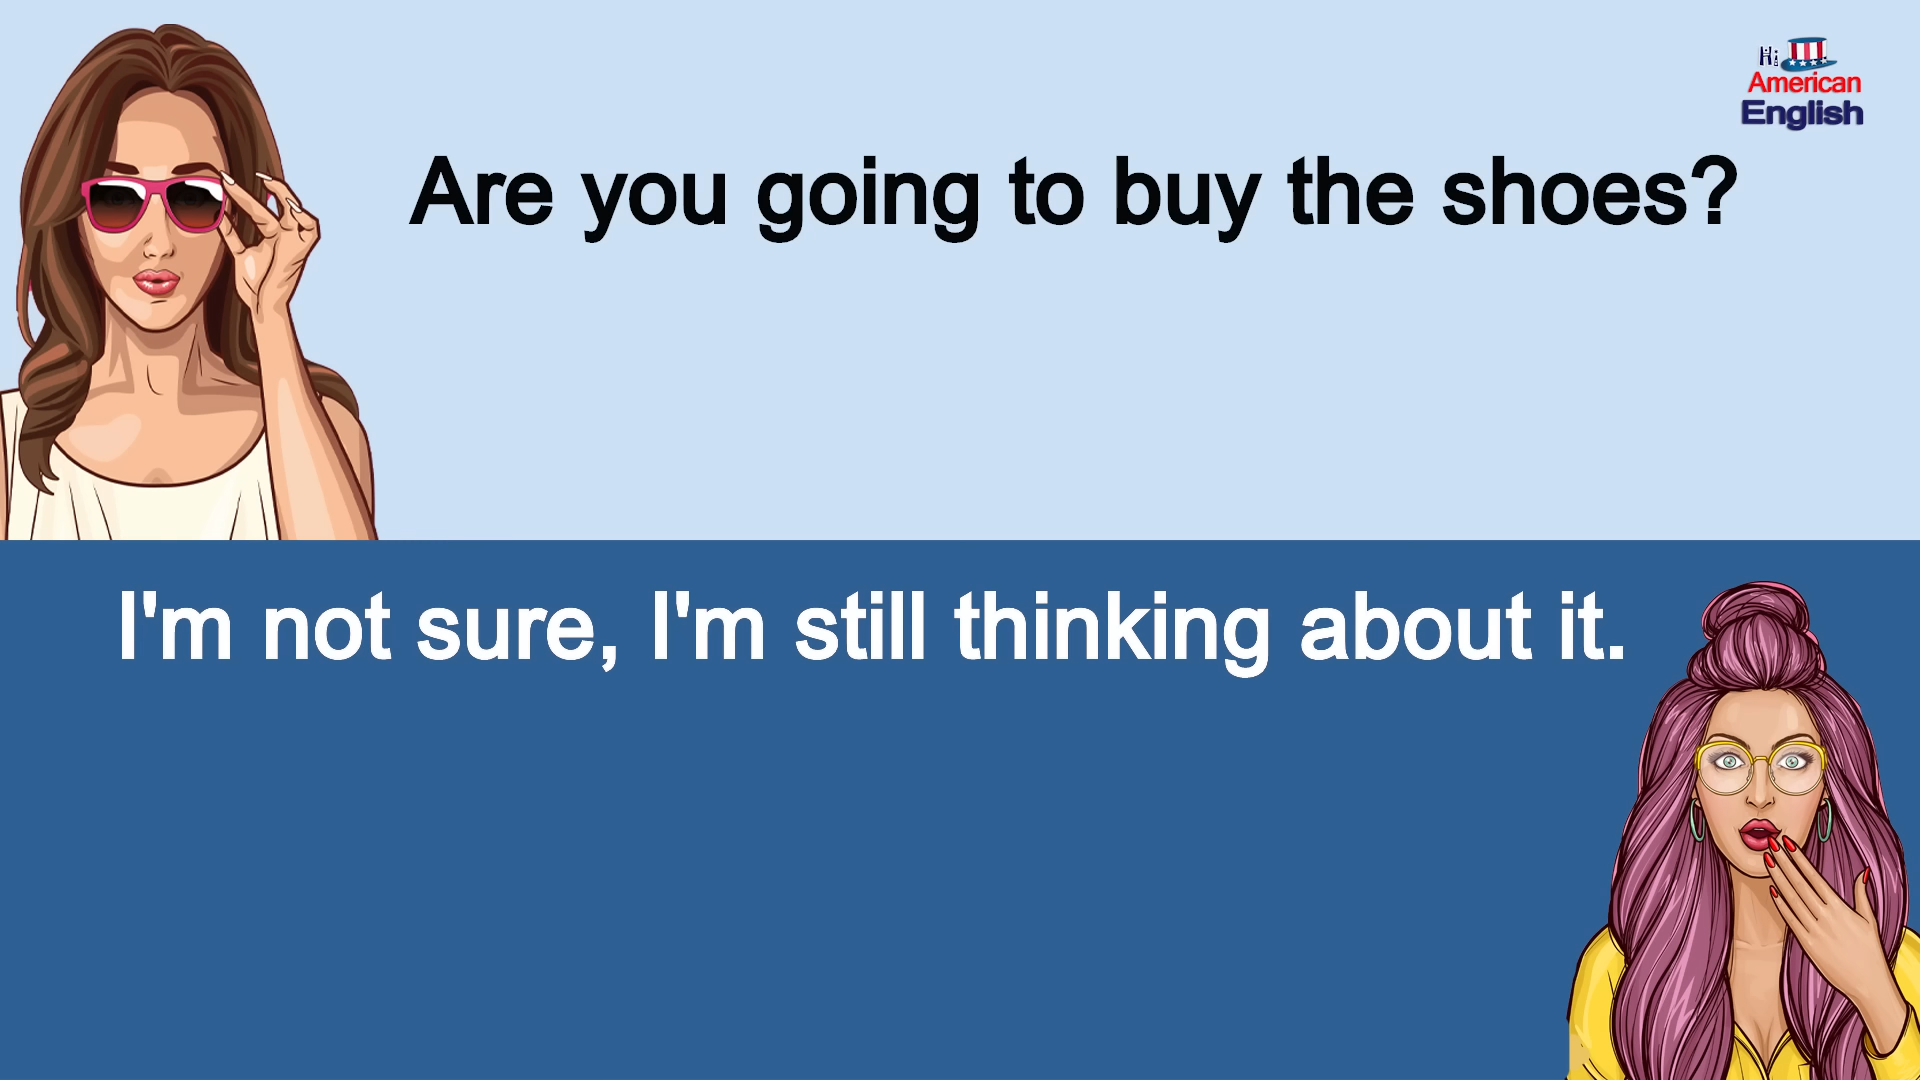 Hi
American
English
Are you going to buy the shoes?
I'm not sure, I'm still thinking about it.